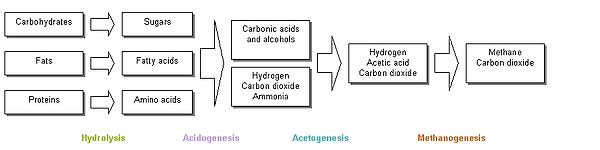 Carbohydrates
Sugars
Fats
Fatty acids
Proteins
Amino acids
Carbonic acids
and alcohols
Hydrogen
Carbon dioxide
Ammonia
Hydrogen
Acetic acid
Carbon dioxide
Methane
Carbon dioxide
Hydrolysis
Acidogenesis
Acetogenesis
Methanogenesis